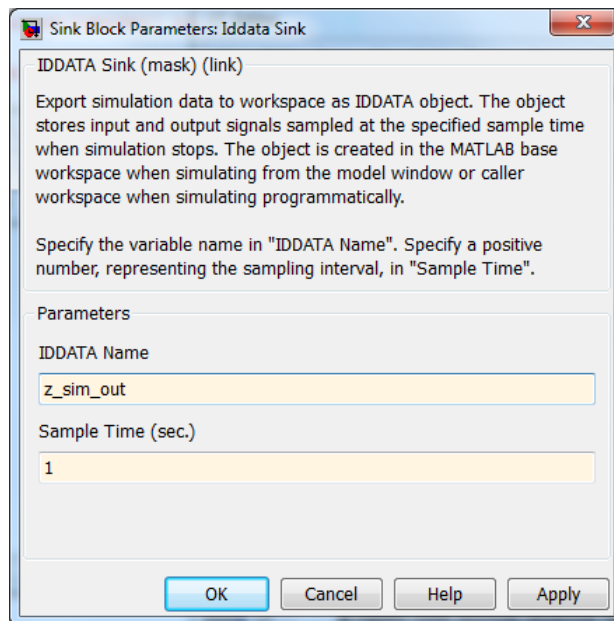 Sink Block Parameters: Iddata Sink
IDDATA Sink (mask) (link)
Export simulation data to workspace as IDDATA object. The object
stores input and output signals sampled at the specified sample time
when simulation stops. The object is created in the MATLAB base
workspace when simulating from the model window or caller
workspace when simulating programmatically.
Specify the variable name in "IDDATA Name". Specify a positive
number, representing the sampling interval, in "Sample Time".
Parameters
IDDATA Name
z_sim_out
Sample Time (sec.)
1
OK Cancel Help Apply